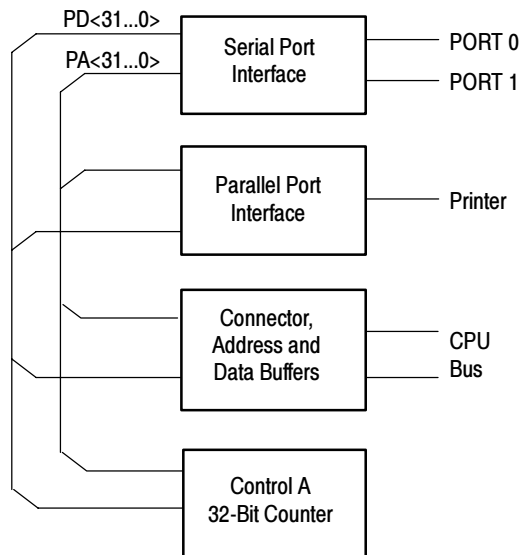 PD<31...0>
PA<31...0>
Serial Port
Interface
PORT 0
PORT 1
Parallel Port
Interface
Printer
Connector,
Address and
Data Buffers
CPU
Bus
Control A
32-Bit Counter